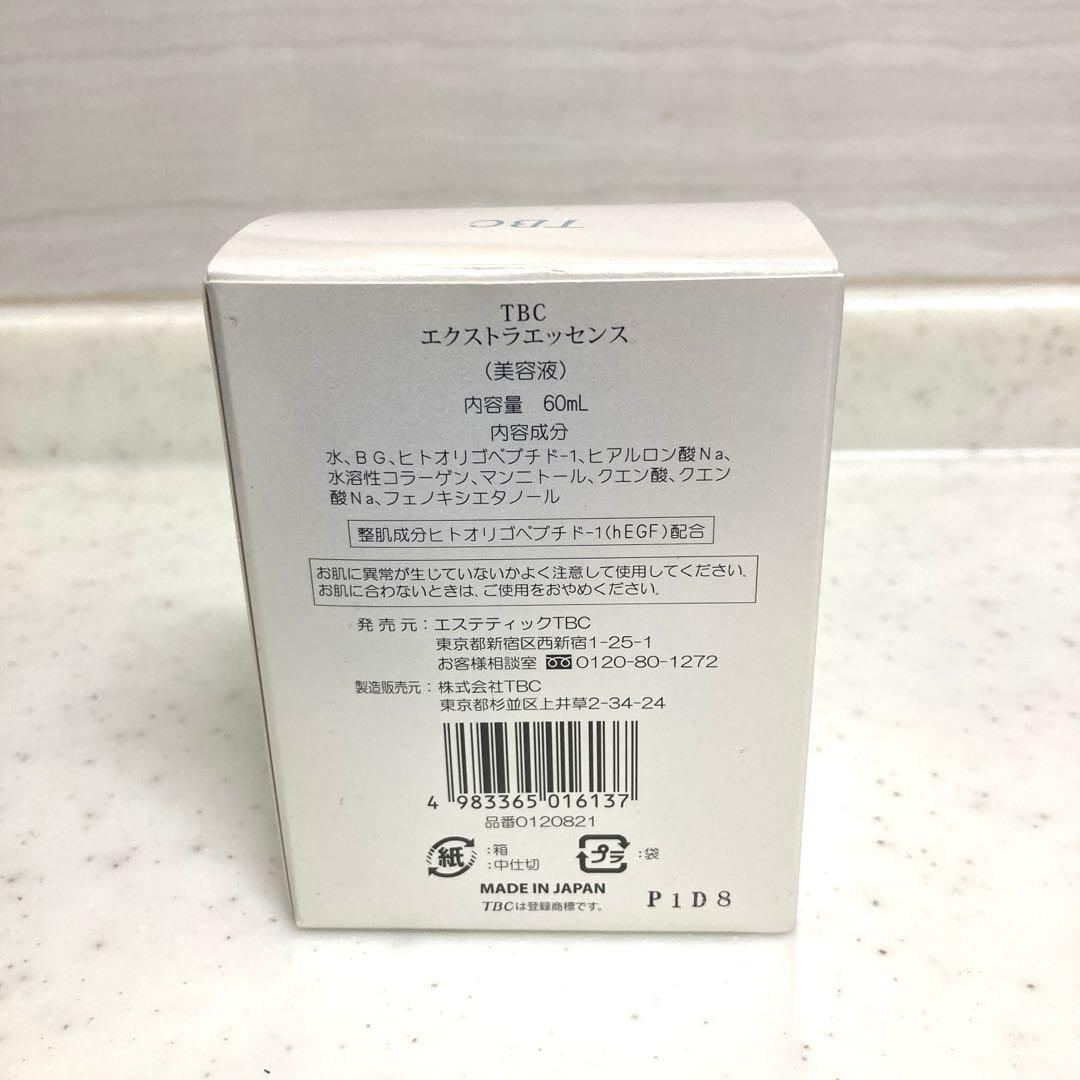 TBC
TBC
エクストラエッセンス
(美容液)
内容量 60mL
内容成分
水、BG、ヒトオリゴペプチド-1、ヒアルロン酸Na、
水溶性コラーゲン、マンニトール、クエン酸、クエン
酸Na、フェノキシエタノール
整肌成分ヒトオリゴペプチド-1(hEGF)配合
お肌に異常が生じていないかよく注意して使用してください。
お肌に合わないときは、ご使用をおやめください。
発売元:エステティックTBC
東京都新宿区西新宿1-25-1
お客様相談室 0120-80-1272
製造販売元:株式会社TBC
東京都杉並区上井草2-34-24
4 983365 016137
品番0120821
紙 :箱
:中仕切
プラ :袋
MADE IN JAPAN
TBCは登録商標です。
P1D8